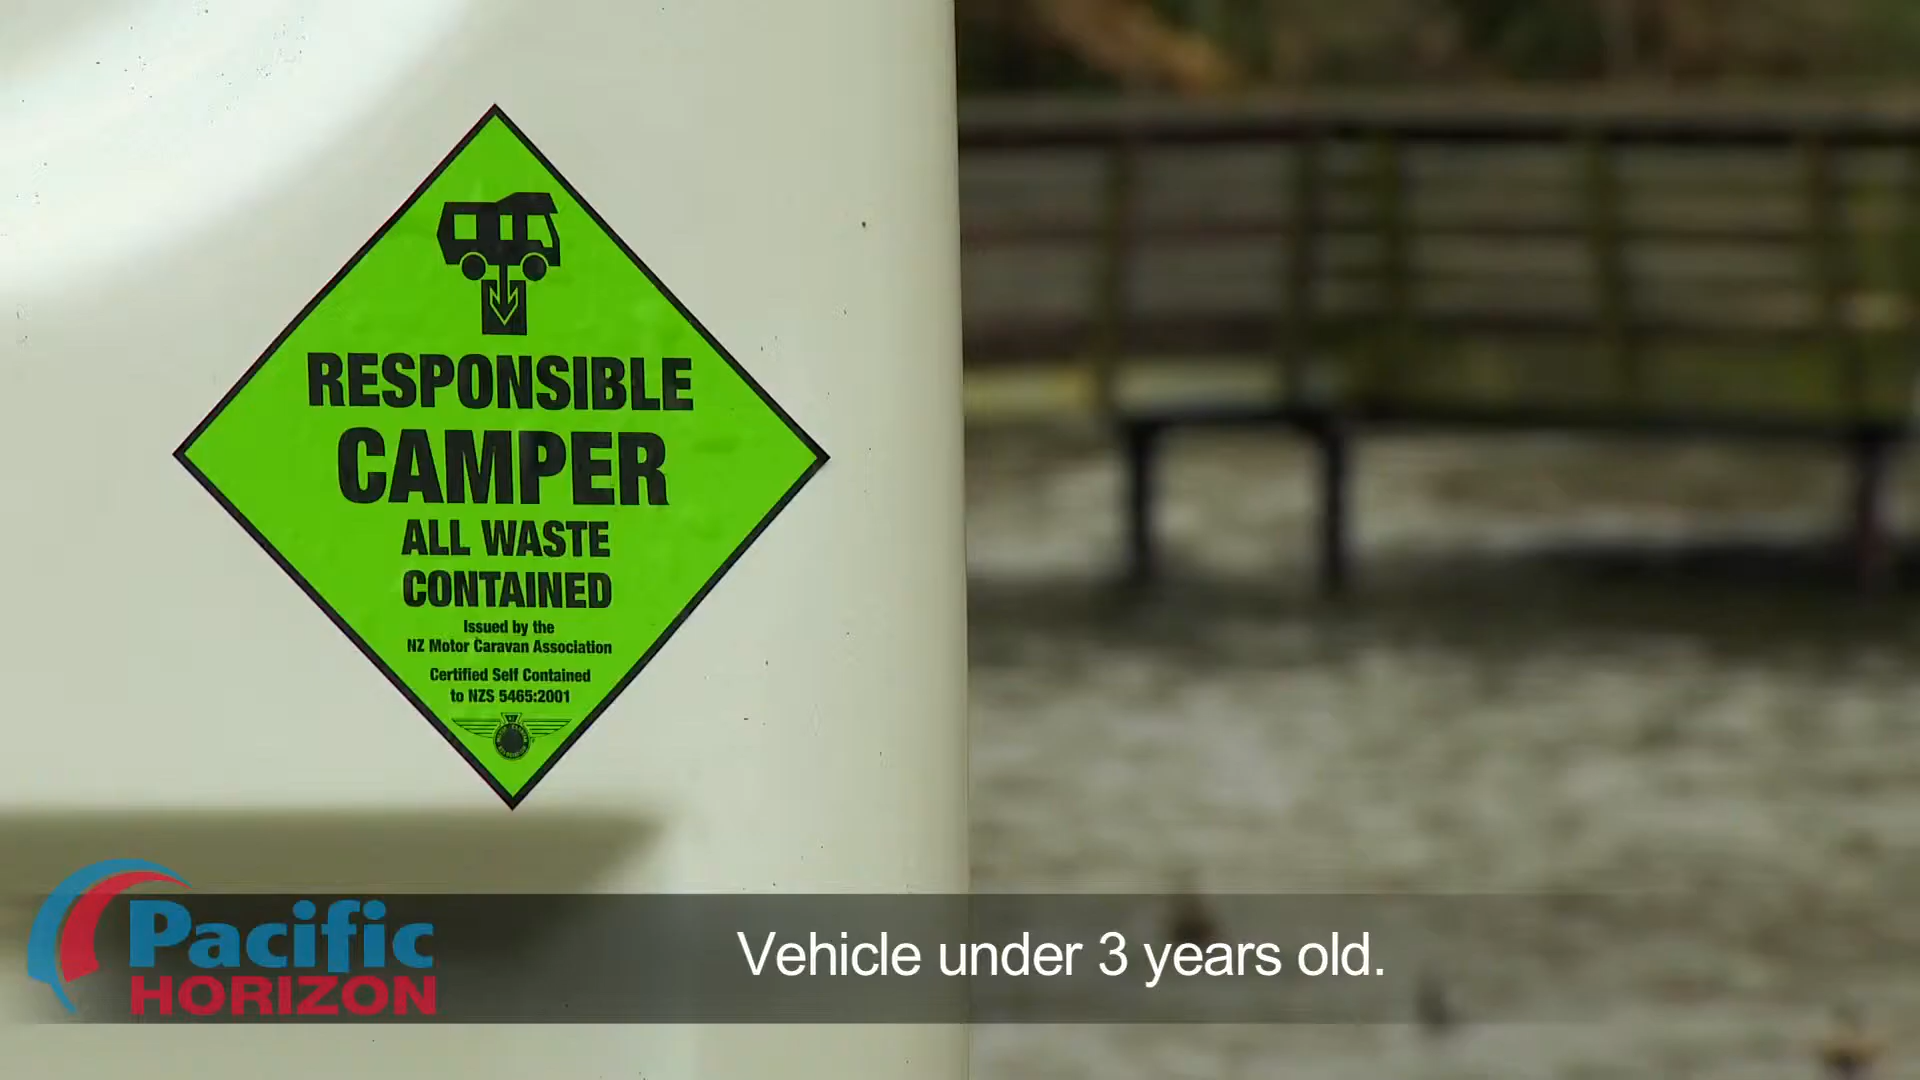 RESPONSIBLE
CAMPER
ALL WASTE
CONTAINED
Issued by the
NZ Motor Caravan Association
Certified Self Contained
to NZS 5465:2001
Pacific
HORIZON
Vehicle under 3 years old.